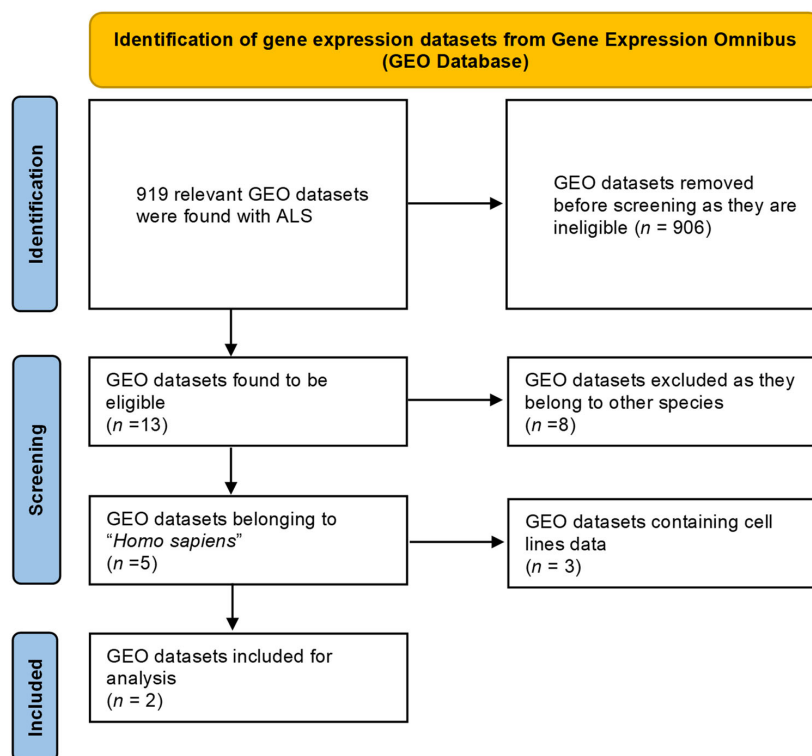 Identification of gene expression datasets from Gene Expression Omnibus
(GEO Database)
Identification
919 relevant GEO datasets
were found with ALS
GEO datasets removed
before screening as they are
ineligible (n = 906)
Screening
GEO datasets found to be
eligible
(n =13)
GEO datasets excluded as they
belong to other species
(n =8)
GEO datasets belonging to
“Homo sapiens”
(n =5)
GEO datasets containing cell
lines data
(n = 3)
Included
GEO datasets included for
analysis
(n = 2)